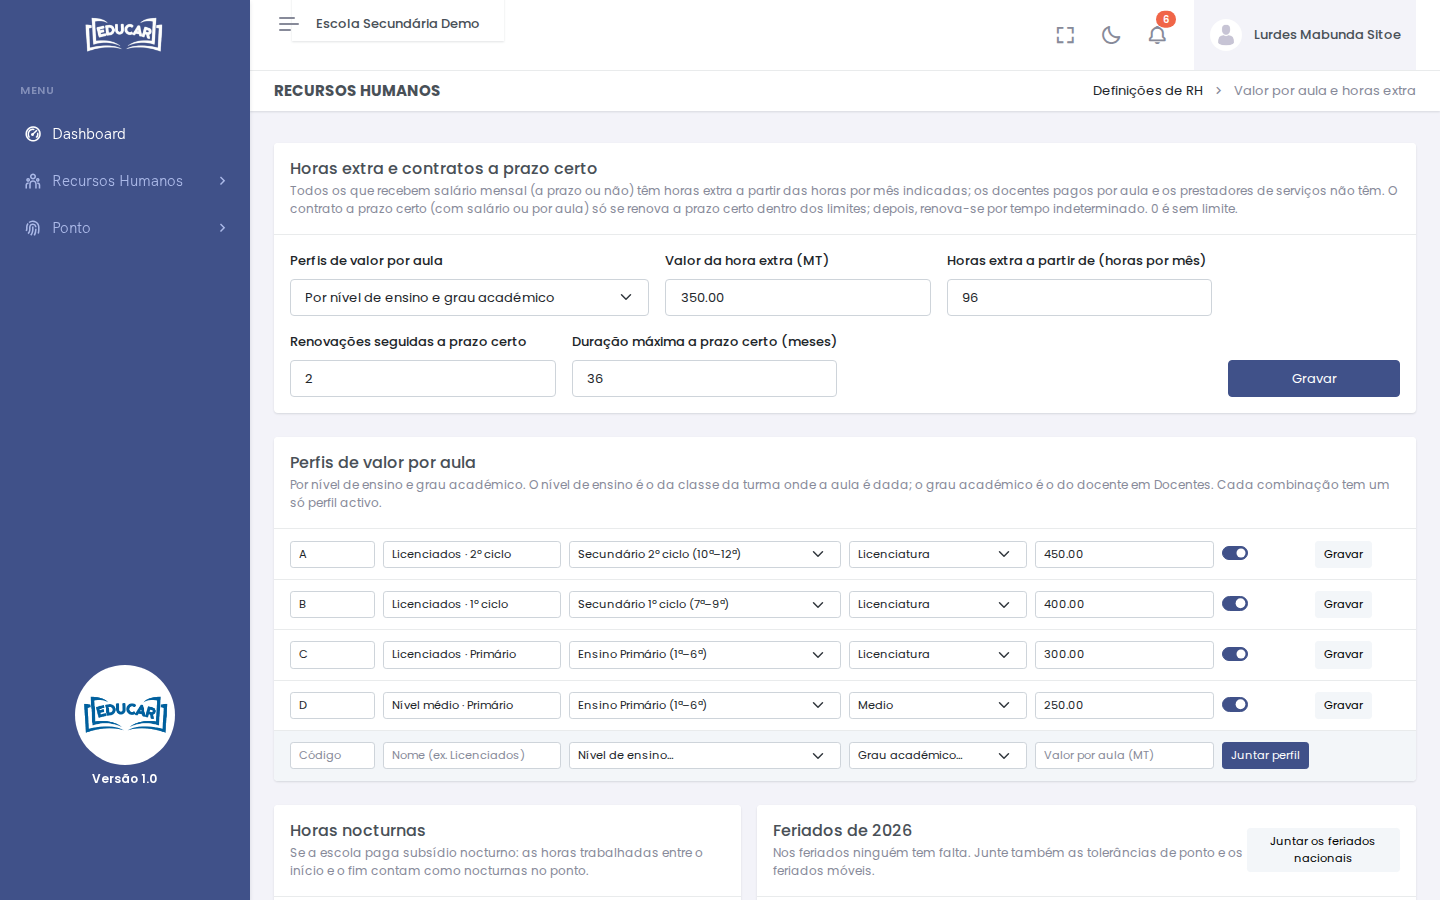 EDUCAR
Escola Secundária Demo
6
Lurdes Mabunda Sitoe
MENU
Dashboard
Recursos Humanos
Ponto
EDUCAR
Versão 1.0
RECURSOS HUMANOS
Definições de RH > Valor por aula e horas extra
Horas extra e contratos a prazo certo
Todos os que recebem salário mensal (a prazo ou não) têm horas extra a partir das horas por mês indicadas; os docentes pagos por aula e os prestadores de serviços não têm. O
contrato a prazo certo (com salário ou por aula) só se renova a prazo certo dentro dos limites; depois, renova-se por tempo indeterminado. 0 é sem limite.
Perfis de valor por aula
Valor da hora extra (MT)
Horas extra a partir de (horas por mês)
Por nível de ensino e grau académico
350.00
96
Renovações seguidas a prazo certo
Duração máxima a prazo certo (meses)
2
36
Gravar
Perfis de valor por aula
Por nível de ensino e grau académico. O nível de ensino é o da classe da turma onde a aula é dada; o grau académico é o do docente em Docentes. Cada combinação tem um
só perfil activo.
A Licenciados · 2º ciclo Secundário 2º ciclo (10ª–12ª) Licenciatura 450.00 Gravar
B Licenciados · 1º ciclo Secundário 1º ciclo (7ª–9ª) Licenciatura 400.00 Gravar
C Licenciados · Primário Ensino Primário (1ª–6ª) Licenciatura 300.00 Gravar
D Nível médio · Primário Ensino Primário (1ª–6ª) Medio 250.00 Gravar
Código Nome (ex. Licenciados) Nível de ensino... Grau académico... Valor por aula (MT) Juntar perfil
Horas nocturnas
Se a escola paga subsídio nocturno: as horas trabalhadas entre o
início e o fim contam como nocturnas no ponto.
Feriados de 2026
Nos feriados ninguém tem falta. Junte também as tolerâncias de ponto e os
feriados móveis.
Juntar os feriados
nacionais